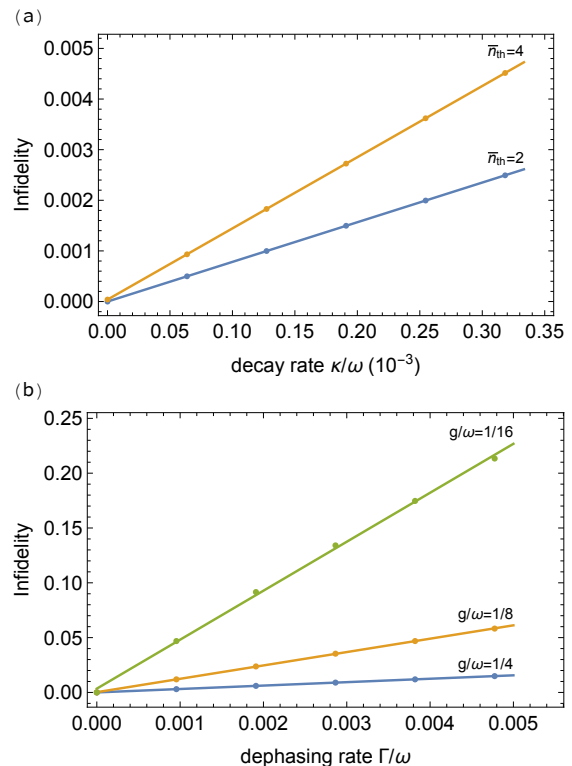 (a)
0.005
n̅th=4
0.004
0.003
n̅th=2
0.002
0.001
0.000
Infidelity
0.00 0.05 0.10 0.15 0.20 0.25 0.30 0.35
decay rate κ/ω (10⁻³)
(b)
0.25
g/ω=1/16
0.20
0.15
0.10
g/ω=1/8
0.05
g/ω=1/4
0.00
Infidelity
0.000 0.001 0.002 0.003 0.004 0.005
dephasing rate Γ/ω